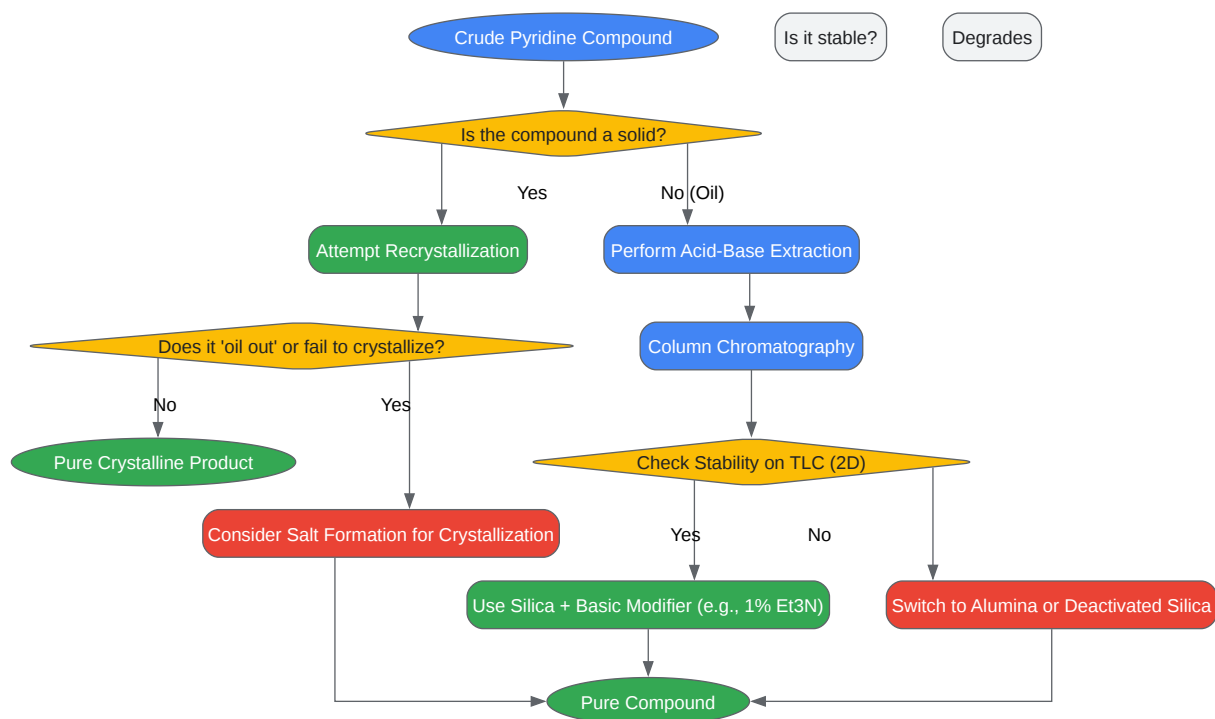 Crude Pyridine Compound
Is it stable?
Degrades
Is the compound a solid?
Yes
No (Oil)
Attempt Recrystallization
Perform Acid-Base Extraction
Does it 'oil out' or fail to crystallize?
Column Chromatography
No
Yes
Pure Crystalline Product
Check Stability on TLC (2D)
Consider Salt Formation for Crystallization
Yes
No
Use Silica + Basic Modifier (e.g., 1% Et3N)
Switch to Alumina or Deactivated Silica
Pure Compound